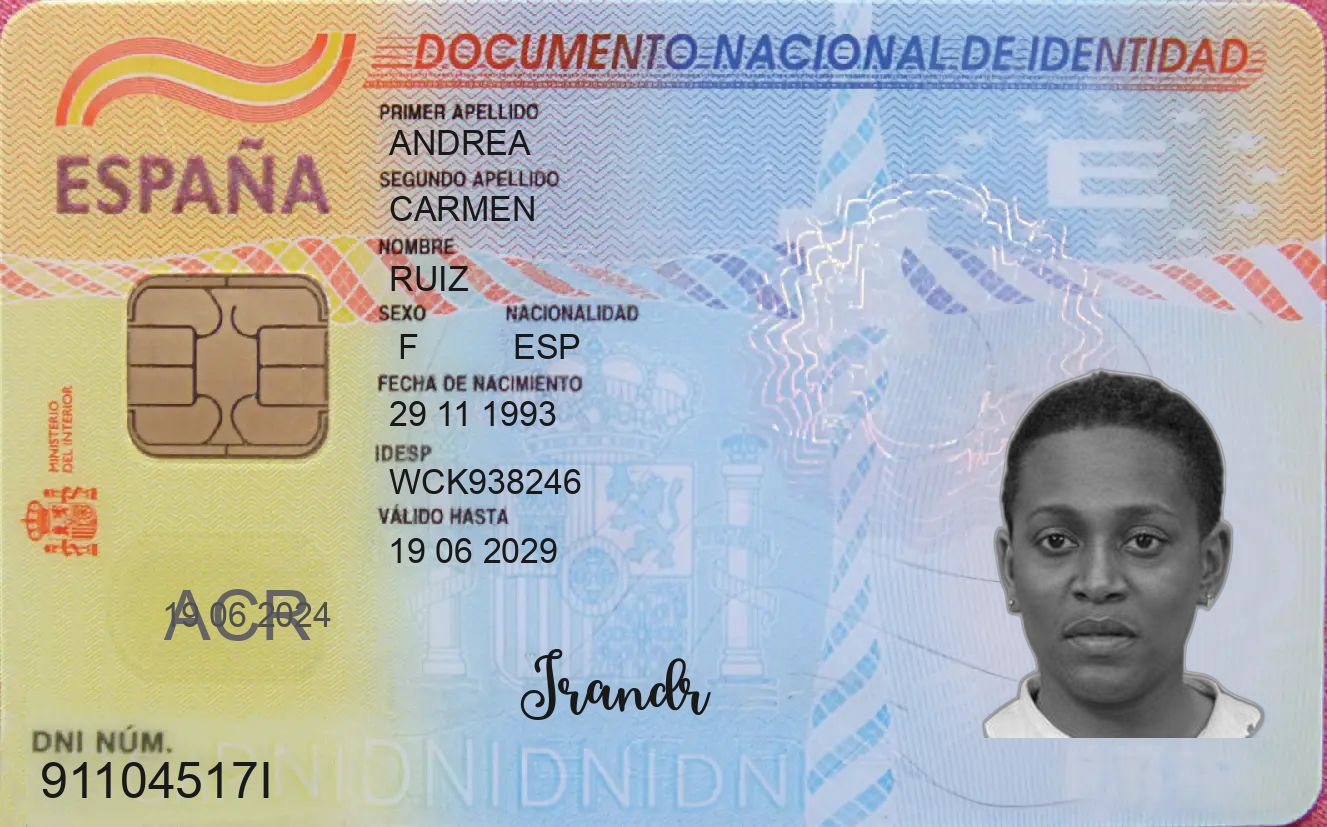 DOCUMENTO NACIONAL DE IDENTIDAD
ESPAÑA
PRIMER APELLIDO
ANDREA
SEGUNDO APELLIDO
CARMEN
NOMBRE
RUIZ
SEXO NACIONALIDAD
F ESP
FECHA DE NACIMIENTO
29 11 1993
IDESP
WCK938246
VÁLIDO HASTA
19 06 2029
MINISTERIO
DEL INTERIOR
E
ACR
19 06 2024
Jrandr
DNI NÚM.
91104517I
DNIDNIDNIDNI